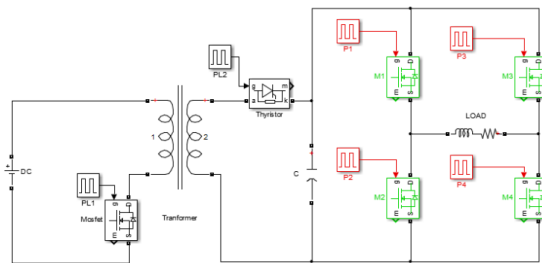 P1
P3
PL2
g
D
M1
E
S
g
D
M3
E
S
g
m
a
k
Thyristor
LOAD
1
2
DC
C
P2
P4
PL1
Mosfet
g
D
E
S
Tranformer
g
D
M2
E
S
g
D
M4
E
S